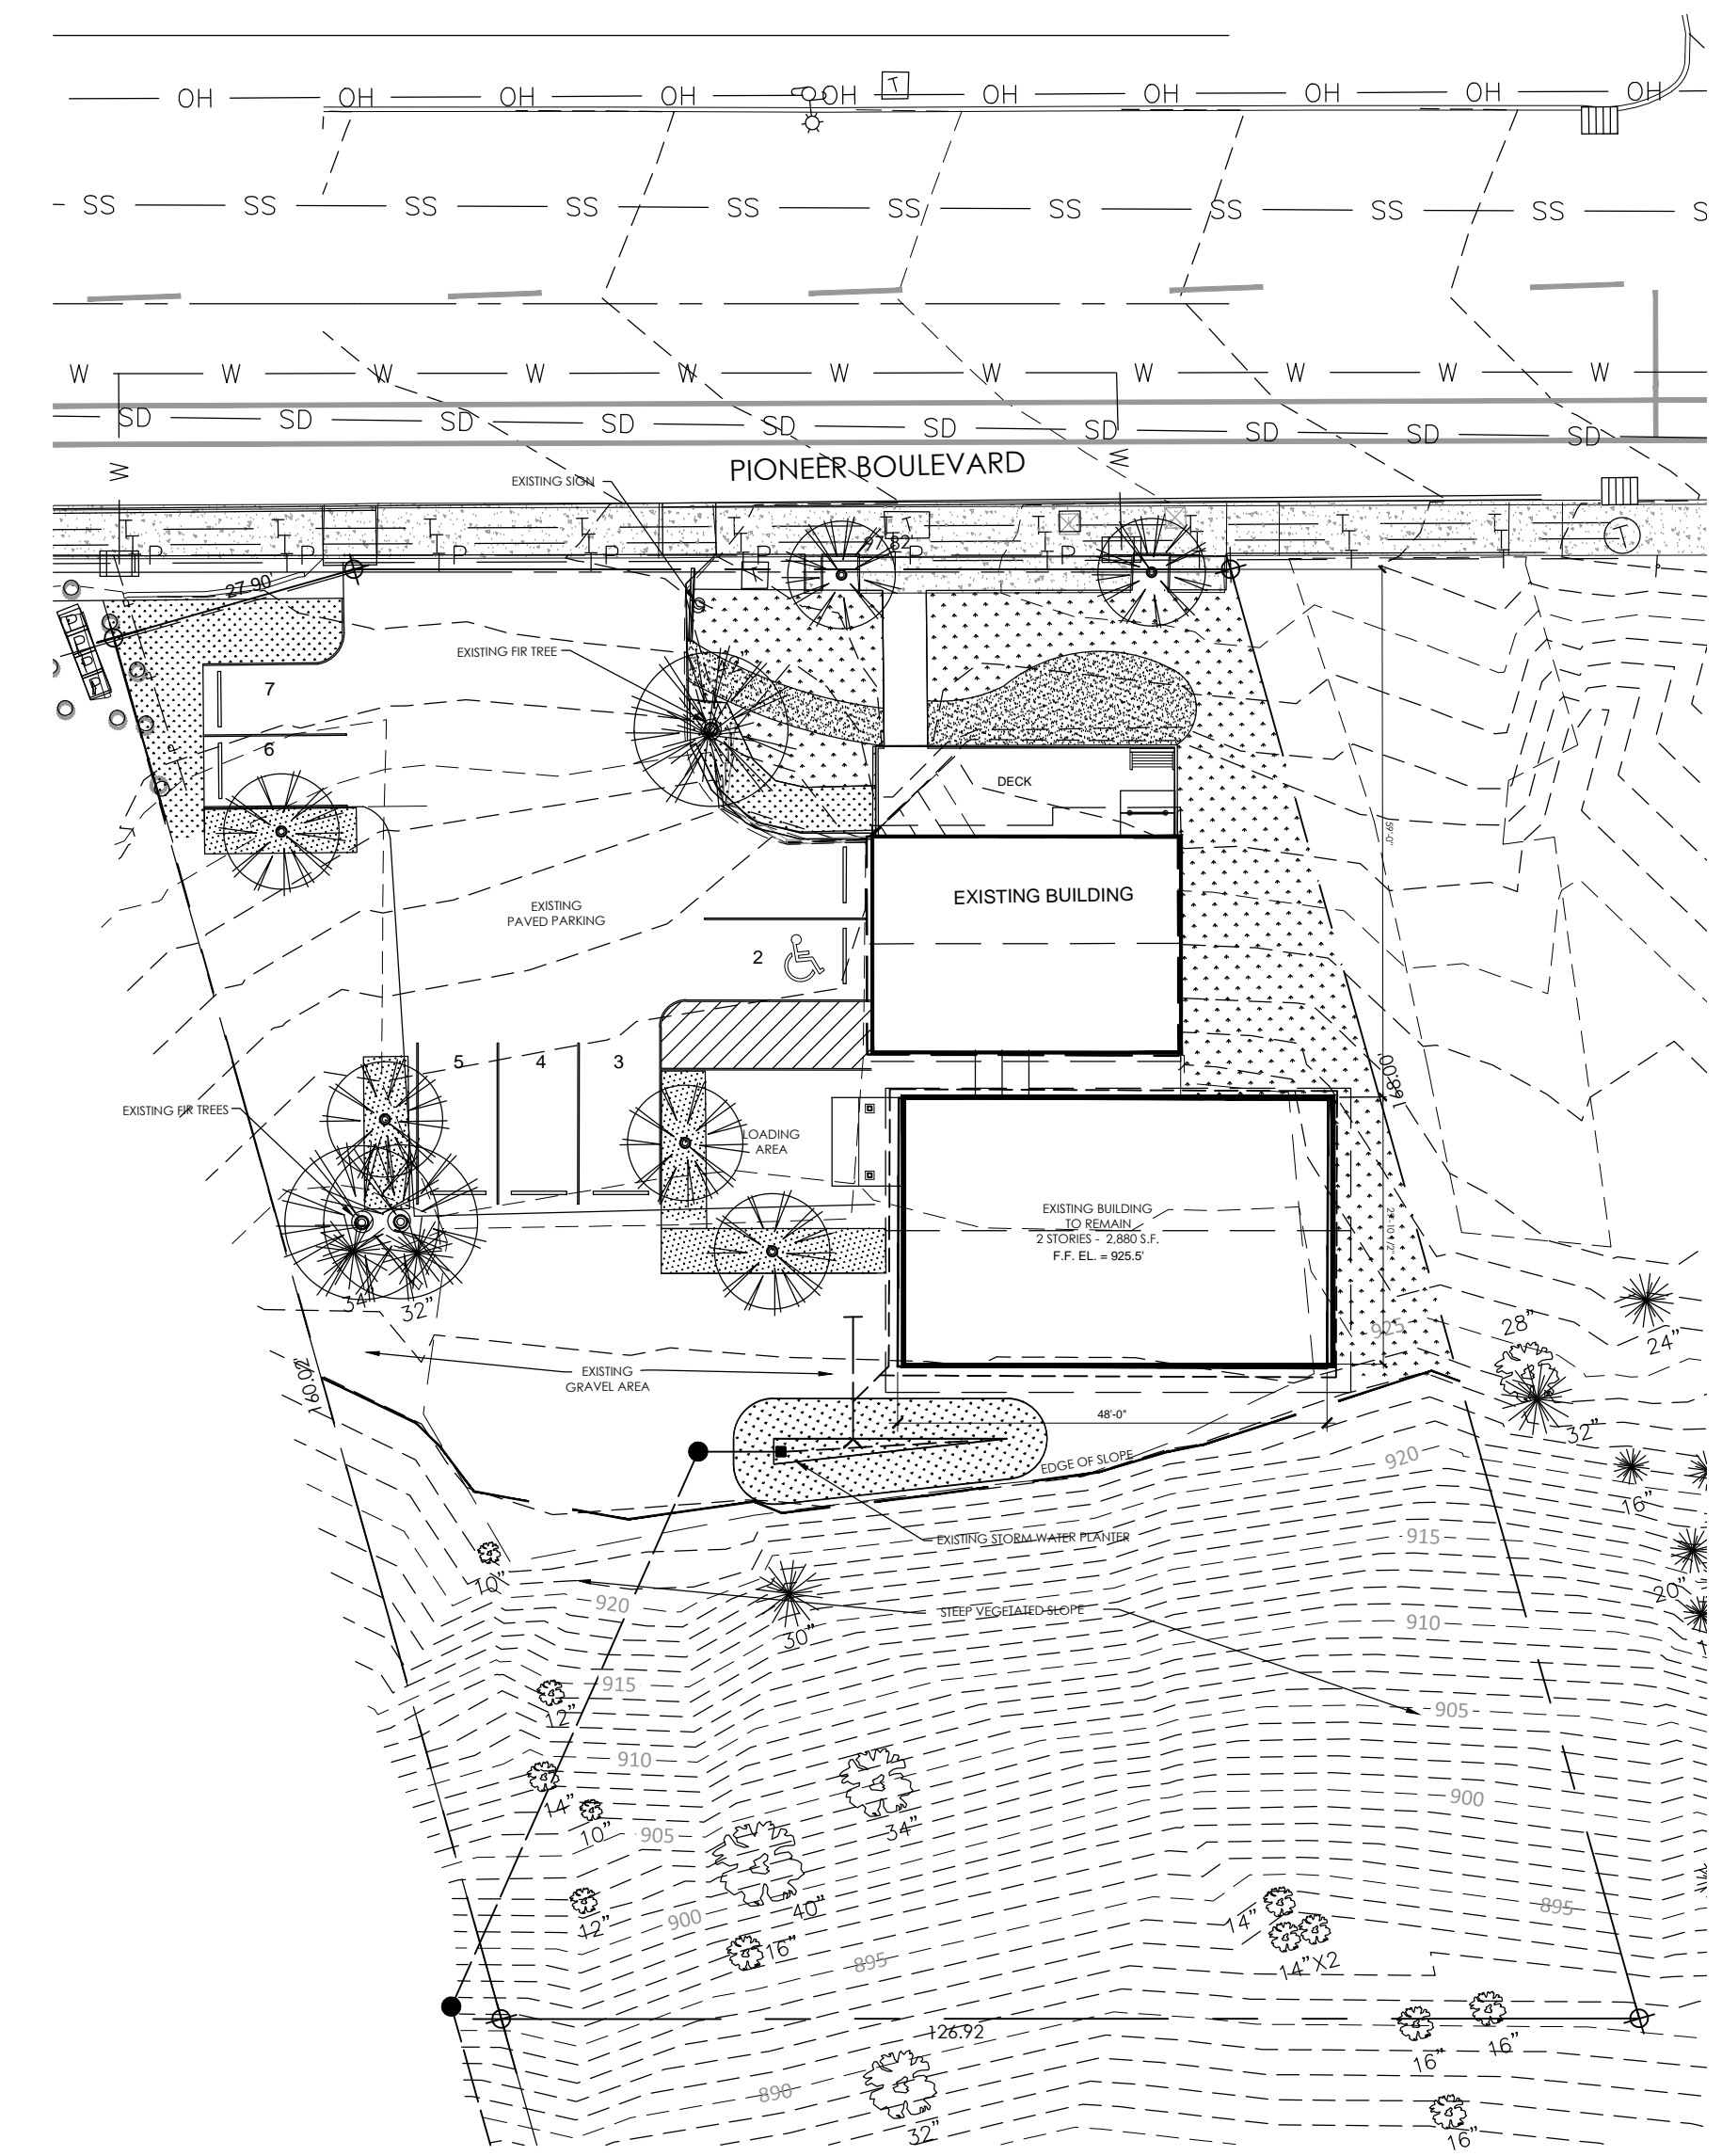 OH OH OH OH OH OH OH OH OH OH
T
SS SS SS SS SS SS SS SS SS SS
W W W W W W W W W W W
SD SD SD SD SD SD SD SD SD SD
W W
PIONEER BOULEVARD
EXISTING SIGN
T T T T T T T T T T
P P P P P P P
27.90'
EXISTING FIR TREE
7
6
DECK
59'-0"
EXISTING BUILDING
EXISTING
PAVED PARKING
2
5 4 3
168.00'
EXISTING FIR TREES
LOADING
AREA
EXISTING BUILDING
TO REMAIN
2 STORIES - 2,880 S.F.
F.F. EL. = 925.5'
34" 32"
925
28"
24"
160.92'
EXISTING
GRAVEL AREA
48'-0"
32"
EDGE OF SLOPE
920
16"
EXISTING STORM WATER PLANTER
915
10"
20"
920
STEEP VEGETATED SLOPE
30"
910
915
12"
905
910
14"
10"
34"
900
905
40"
12"
900
16"
895
14"
895
14"X2
126.92
16"
16"
890
32"
16"